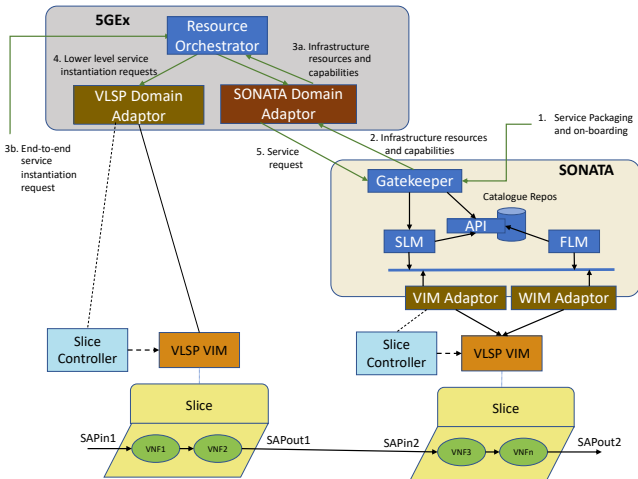 5GEx
Resource
Orchestrator
3a. Infrastructure
resources and
capabilities
4. Lower level service
instantiation requests
VLSP Domain
Adaptor
SONATA Domain
Adaptor
1. Service Packaging
and on-boarding
2. Infrastructure resources
and capabilities
3b. End-to-end
service
instantiation
request
5. Service
request
Gatekeeper
SONATA
Catalogue Repos
API
SLM
FLM
VIM Adaptor
WIM Adaptor
Slice
Controller
VLSP VIM
Slice
Controller
VLSP VIM
Slice
Slice
SAPin1
VNF1
VNF2
SAPout1
SAPin2
VNF3
VNFn
SAPout2